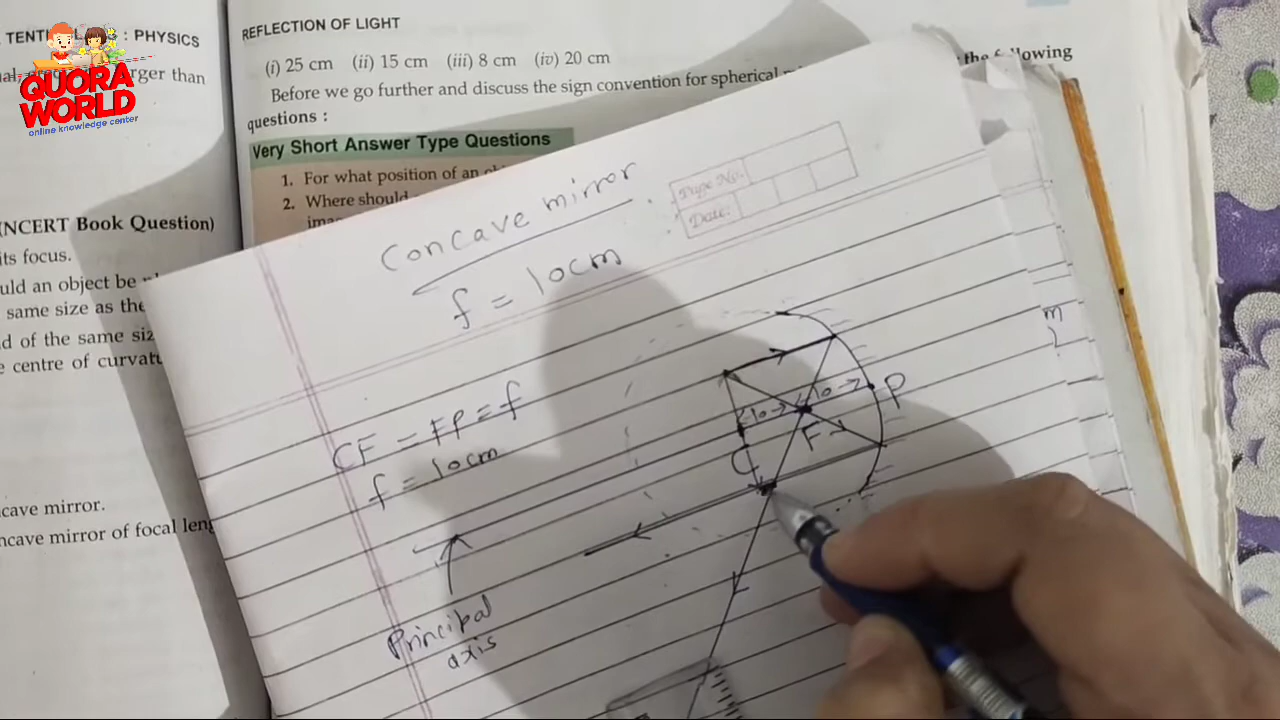 TENTH : PHYSICS
rger than
QUORA
WORLD
online knowledge center
NCERT Book Question)
its focus.
uld an object be
same size as the
d of the same siz
e centre of curvatu
cave mirror.
ncave mirror of focal leng
REFLECTION OF LIGHT
(i) 25 cm (ii) 15 cm (iii) 8 cm (iv) 20 cm
Before we go further and discuss the sign convention for spherical
the following
questions :
Very Short Answer Type Questions
1. For what position of an
2. Where should
ima
Page No.
Date:
Concave mirror
f = 10cm
CF = FP = f
f = 10cm
Principal
axis
←10→
←10→
P
F
C
m